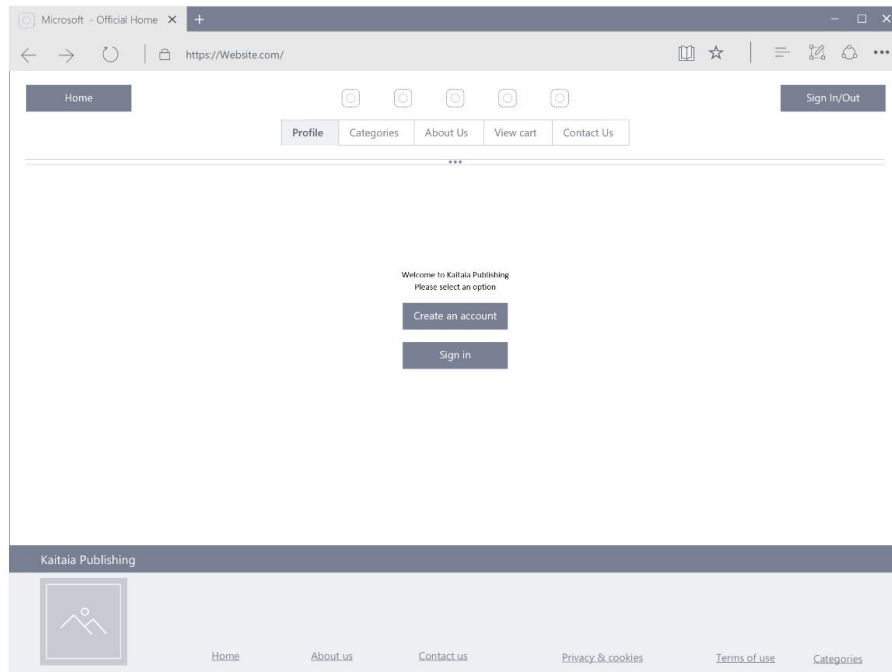 Microsoft - Official Home
https://Website.com/
Home
Sign In/Out
Profile Categories About Us View cart Contact Us
Welcome to Kaitaia Publishing
Please select an option
Create an account
Sign in
Kaitaia Publishing
Home About us Contact us Privacy & cookies Terms of use Categories